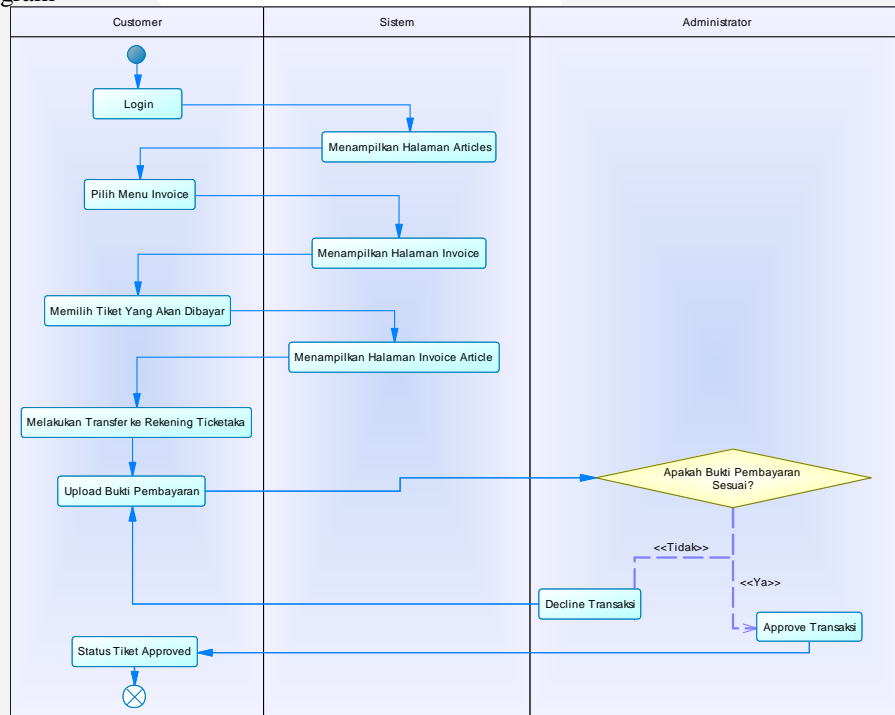 Customer
Sistem
Administrator
Login
Menampilkan Halaman Articles
Pilih Menu Invoice
Menampilkan Halaman Invoice
Memilih Tiket Yang Akan Dibayar
Menampilkan Halaman Invoice Article
Melakukan Transfer ke Rekening Ticketaka
Upload Bukti Pembayaran
Apakah Bukti Pembayaran
Sesuai?
<<Tidak>>
<<Ya>>
Decline Transaksi
Approve Transaksi
Status Tiket Approved